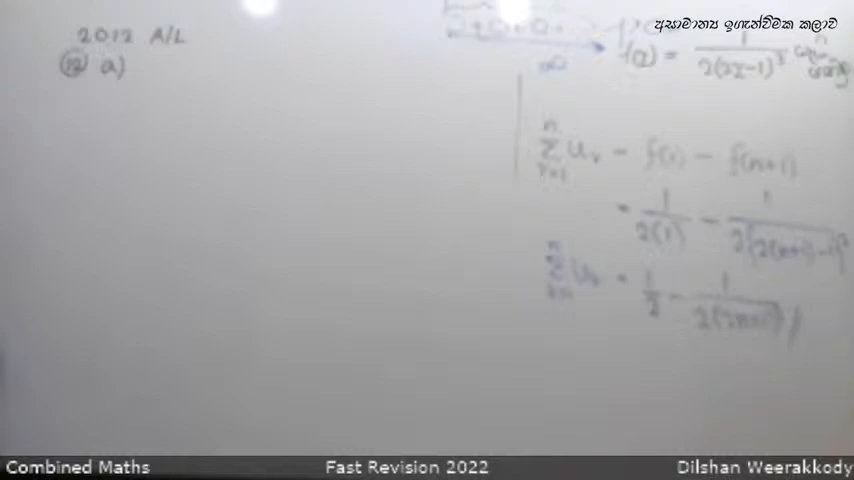 අසාමාන්‍ය ඉගැන්වීමක කලාව
2012 A/L
(12) a)
∞
f(r) = 1 / 2(2r-1)²
n Σ r=1 Uᵣ = f(1) - f(n+1)
= 1 / 2(1) - 1 / 2(2(n+1)-1)²
n Σ r=1 Uᵣ = 1/2 - 1 / 2(2n+1)² //
Combined Maths
Fast Revision 2022
Dilshan Weerakkody